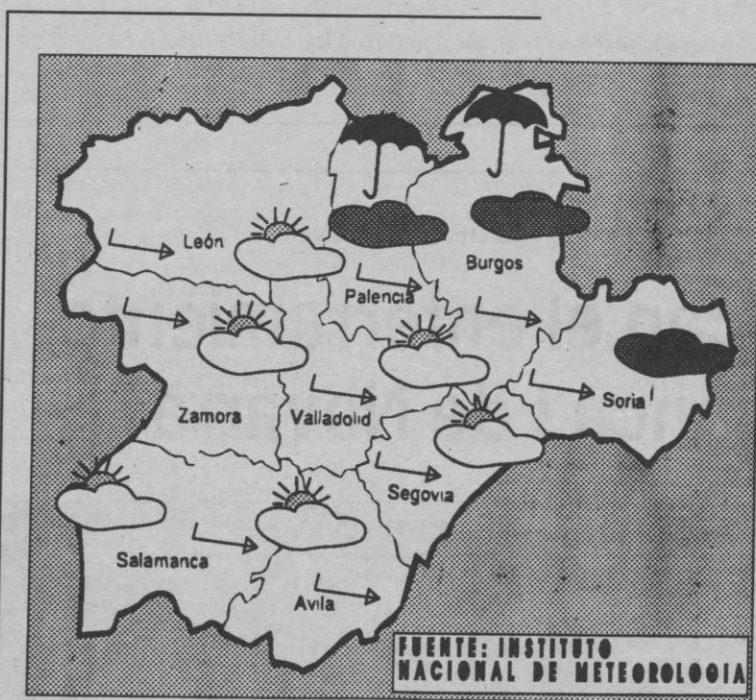 León
Burgos
Palencia
Soria
Zamora
Valladolid
Segovia
Salamanca
Avila
FUENTE: INSTITUTO
NACIONAL DE METEOROLOGIA